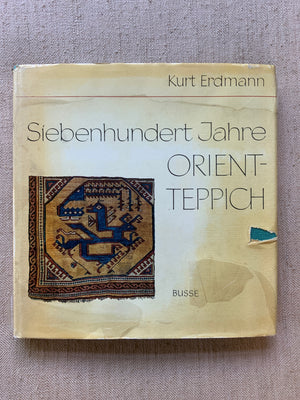 Kurt Erdmann
Siebenhundert Jahre
ORIENT-
TEPPICH
BUSSE